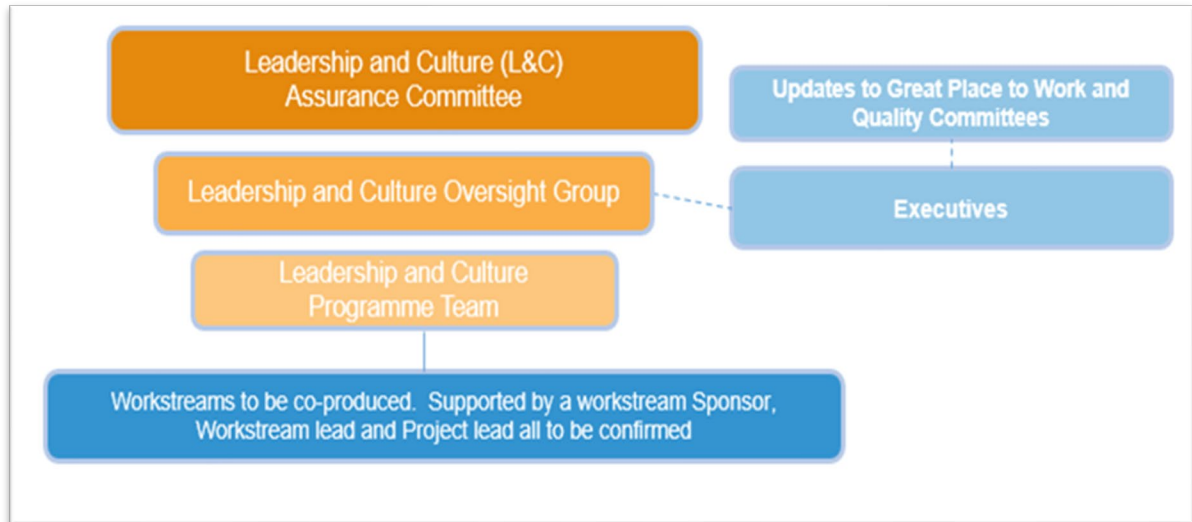 Leadership and Culture (L&C)
Assurance Committee
Updates to Great Place to Work and
Quality Committees
Leadership and Culture Oversight Group
Executives
Leadership and Culture
Programme Team
Workstreams to be co-produced.  Supported by a workstream Sponsor,
Workstream lead and Project lead all to be confirmed